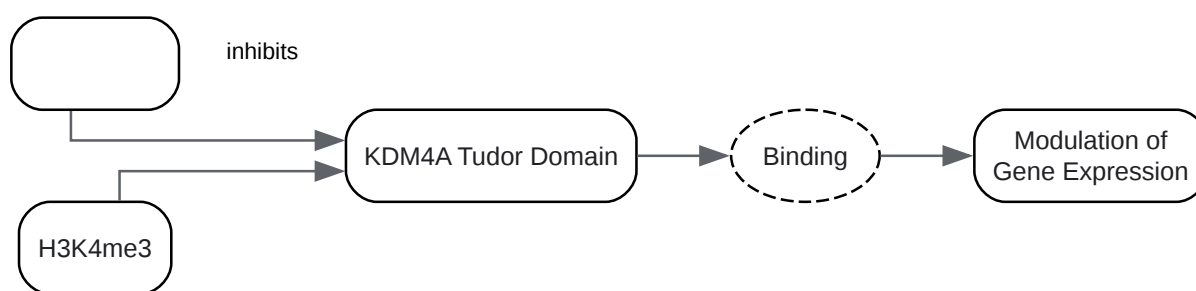 inhibits
KDM4A Tudor Domain
Binding
Modulation of
Gene Expression
H3K4me3